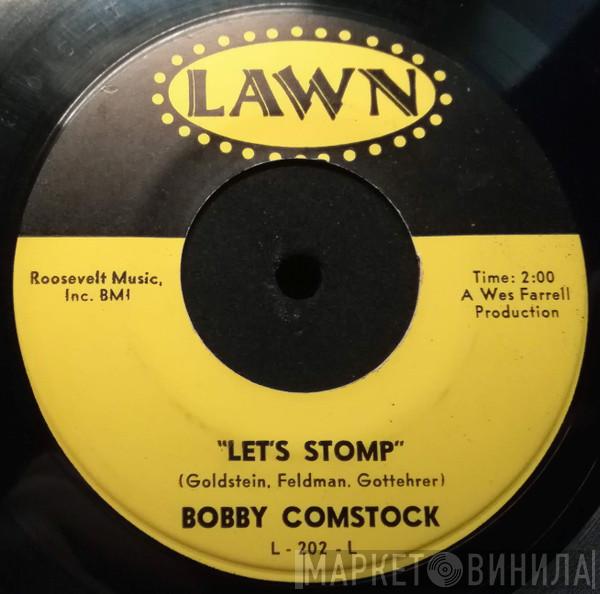 LAWN
Roosevelt Music,
Inc. BMI
Time: 2:00
A Wes Farrell
Production
"LET'S STOMP"
(Goldstein, Feldman. Gottehrer)
BOBBY COMSTOCK
L - 202 - L
МАРКЕТ ВИНИЛА